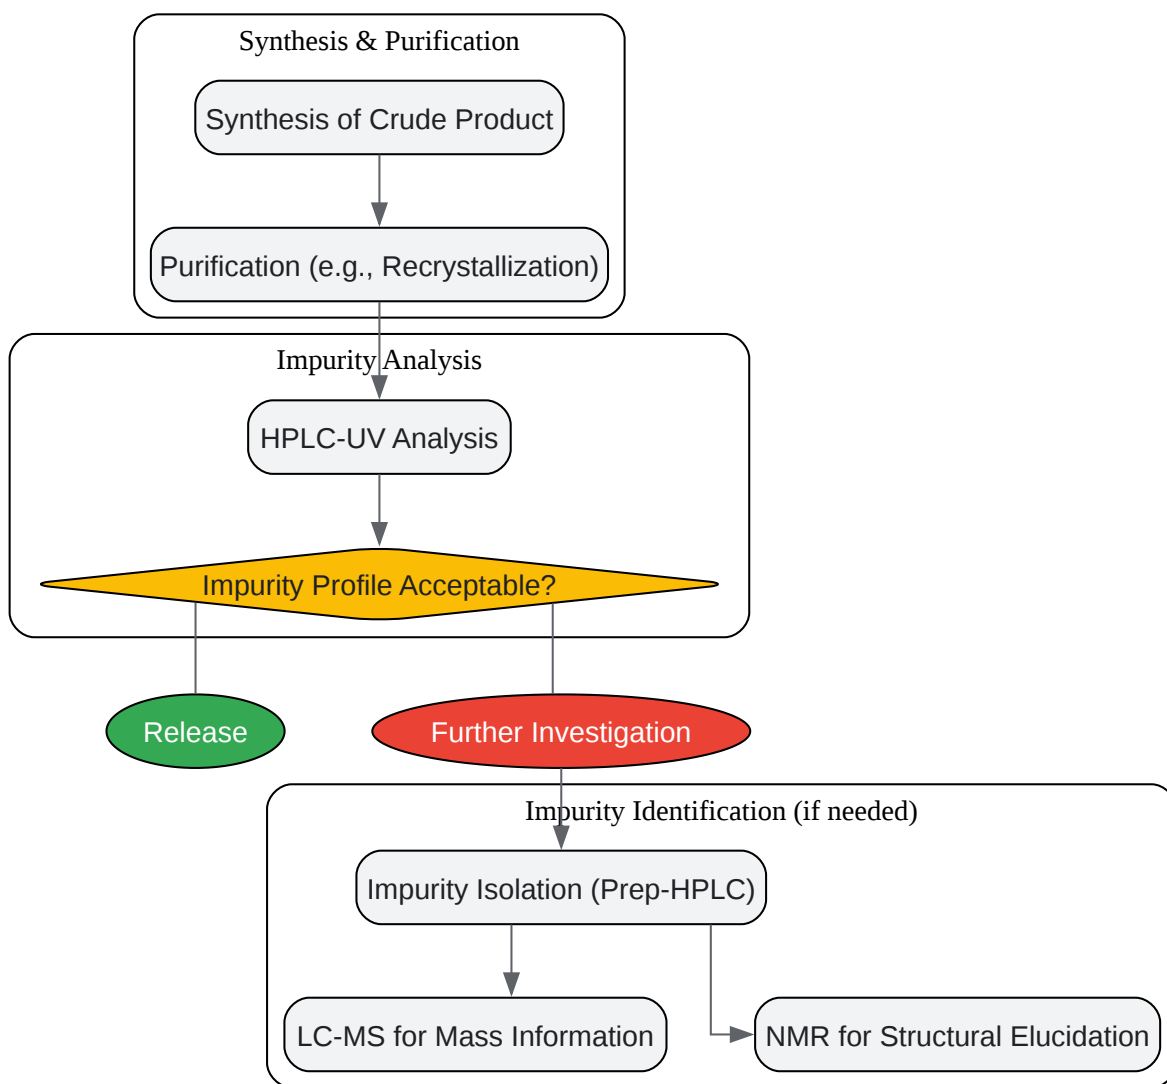 Synthesis & Purification
Synthesis of Crude Product
Purification (e.g., Recrystallization)
Impurity Analysis
HPLC-UV Analysis
Impurity Profile Acceptable?
Release
Further Investigation
Impurity Identification (if needed)
Impurity Isolation (Prep-HPLC)
LC-MS for Mass Information
NMR for Structural Elucidation